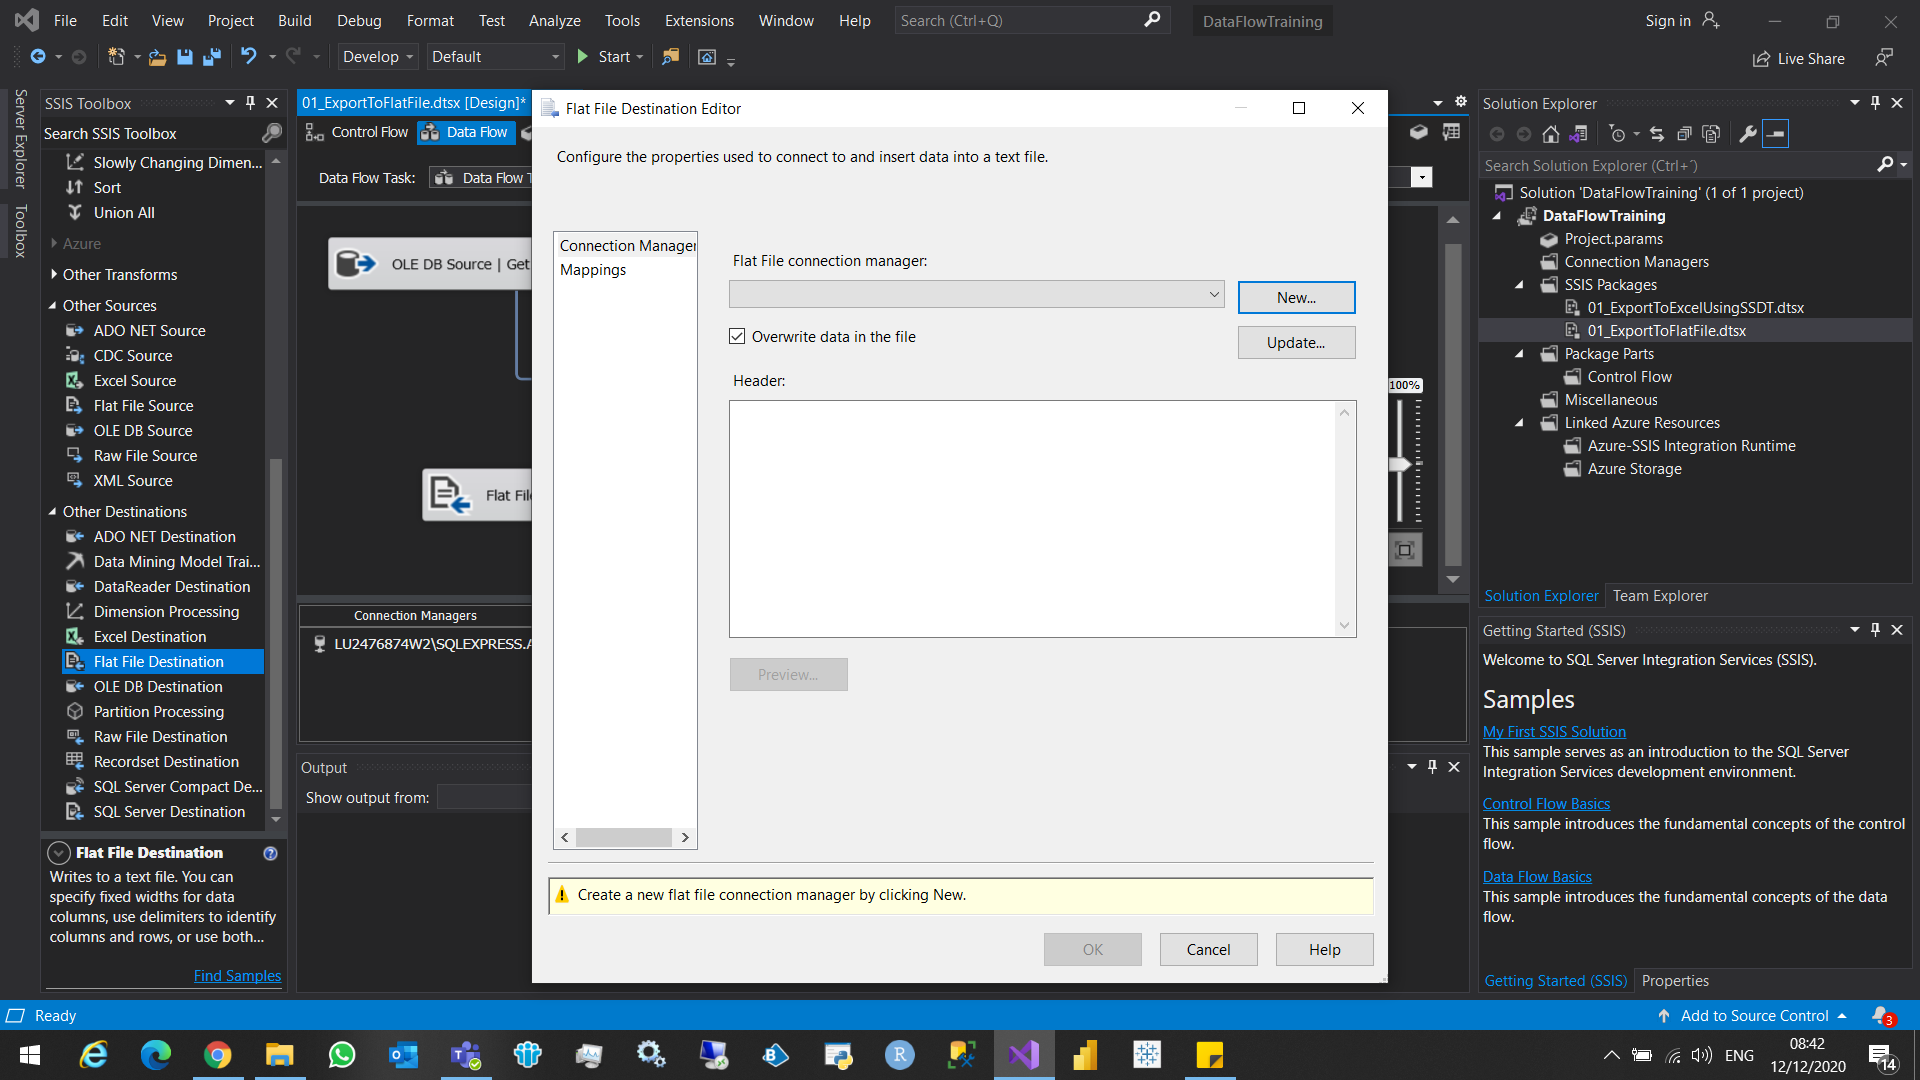 File Edit View Project Build Debug Format Test Analyze Tools Extensions Window Help Search (Ctrl+Q) DataFlowTraining Sign in
Develop Default Start Live Share
Server Explorer
Toolbox
SSIS Toolbox
Search SSIS Toolbox
Slowly Changing Dimen...
Sort
Union All
Azure
Other Transforms
Other Sources
ADO NET Source
CDC Source
Excel Source
Flat File Source
OLE DB Source
Raw File Source
XML Source
Other Destinations
ADO NET Destination
Data Mining Model Trai...
DataReader Destination
Dimension Processing
Excel Destination
Flat File Destination
OLE DB Destination
Partition Processing
Raw File Destination
Recordset Destination
SQL Server Compact De...
SQL Server Destination
Flat File Destination
Writes to a text file. You can
specify fixed widths for data
columns, use delimiters to identify
columns and rows, or use both...
Find Samples
01_ExportToFlatFile.dtsx [Design]*
Control Flow Data Flow
Data Flow Task: Data Flow
OLE DB Source | Get
Flat
100%
Connection Managers
LU2476874W2\SQLEXPRESS.
Output
Show output from:
Flat File Destination Editor
Configure the properties used to connect to and insert data into a text file.
Connection Manager
Mappings
Flat File connection manager:
New...
Overwrite data in the file
Update...
Header:
Preview...
Create a new flat file connection manager by clicking New.
OK Cancel Help
Solution Explorer
Search Solution Explorer (Ctrl+¨)
Solution 'DataFlowTraining' (1 of 1 project)
DataFlowTraining
Project.params
Connection Managers
SSIS Packages
01_ExportToExcelUsingSSDT.dtsx
01_ExportToFlatFile.dtsx
Package Parts
Control Flow
Miscellaneous
Linked Azure Resources
Azure-SSIS Integration Runtime
Azure Storage
Solution Explorer Team Explorer
Getting Started (SSIS)
Welcome to SQL Server Integration Services (SSIS).
Samples
My First SSIS Solution
This sample serves as an introduction to the SQL Server
Integration Services development environment.
Control Flow Basics
This sample introduces the fundamental concepts of the control
flow.
Data Flow Basics
This sample introduces the fundamental concepts of the data
flow.
Getting Started (SSIS) Properties
Ready Add to Source Control 3
ENG
08:42
12/12/2020
14